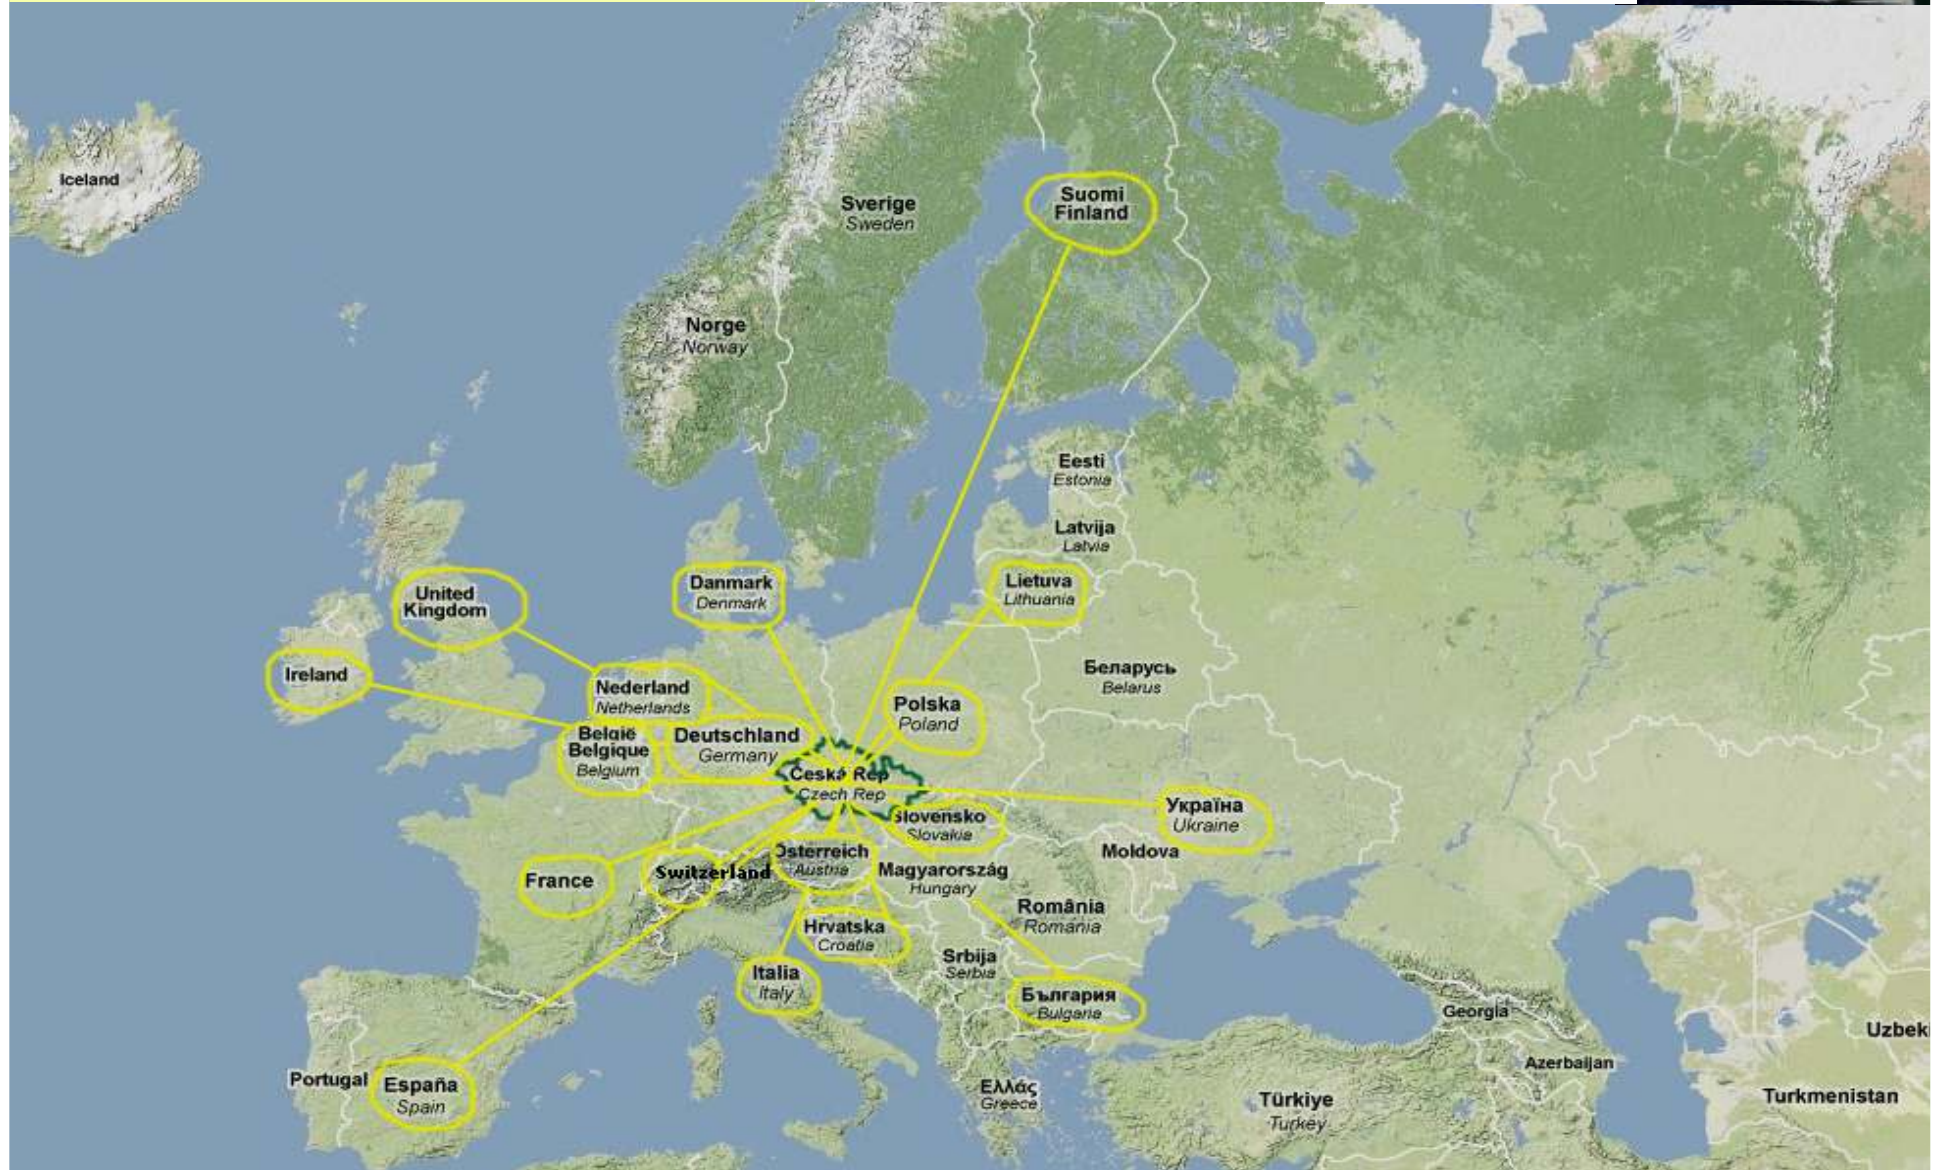 Iceland
Suomi
Finland
Sverige
Sweden
Norge
Norway
Eesti
Estonia
Latvija
Latvia
Lietuva
Lithuania
Danmark
Denmark
United
Kingdom
Ireland
Nederland
Netherlands
België
Belgique
Belgium
Deutschland
Germany
Polska
Poland
Беларусь
Belarus
Česká Rep
Czech Rep
Slovensko
Slovakia
Україна
Ukraine
Österreich
Austria
Magyarország
Hungary
Moldova
France
Switzerland
România
Romania
Hrvatska
Croatia
Srbija
Serbia
Italia
Italy
България
Bulgaria
Georgia
Azerbaijan
Uzbek
Turkmenistan
Portugal
España
Spain
Ελλάς
Greece
Türkiye
Turkey